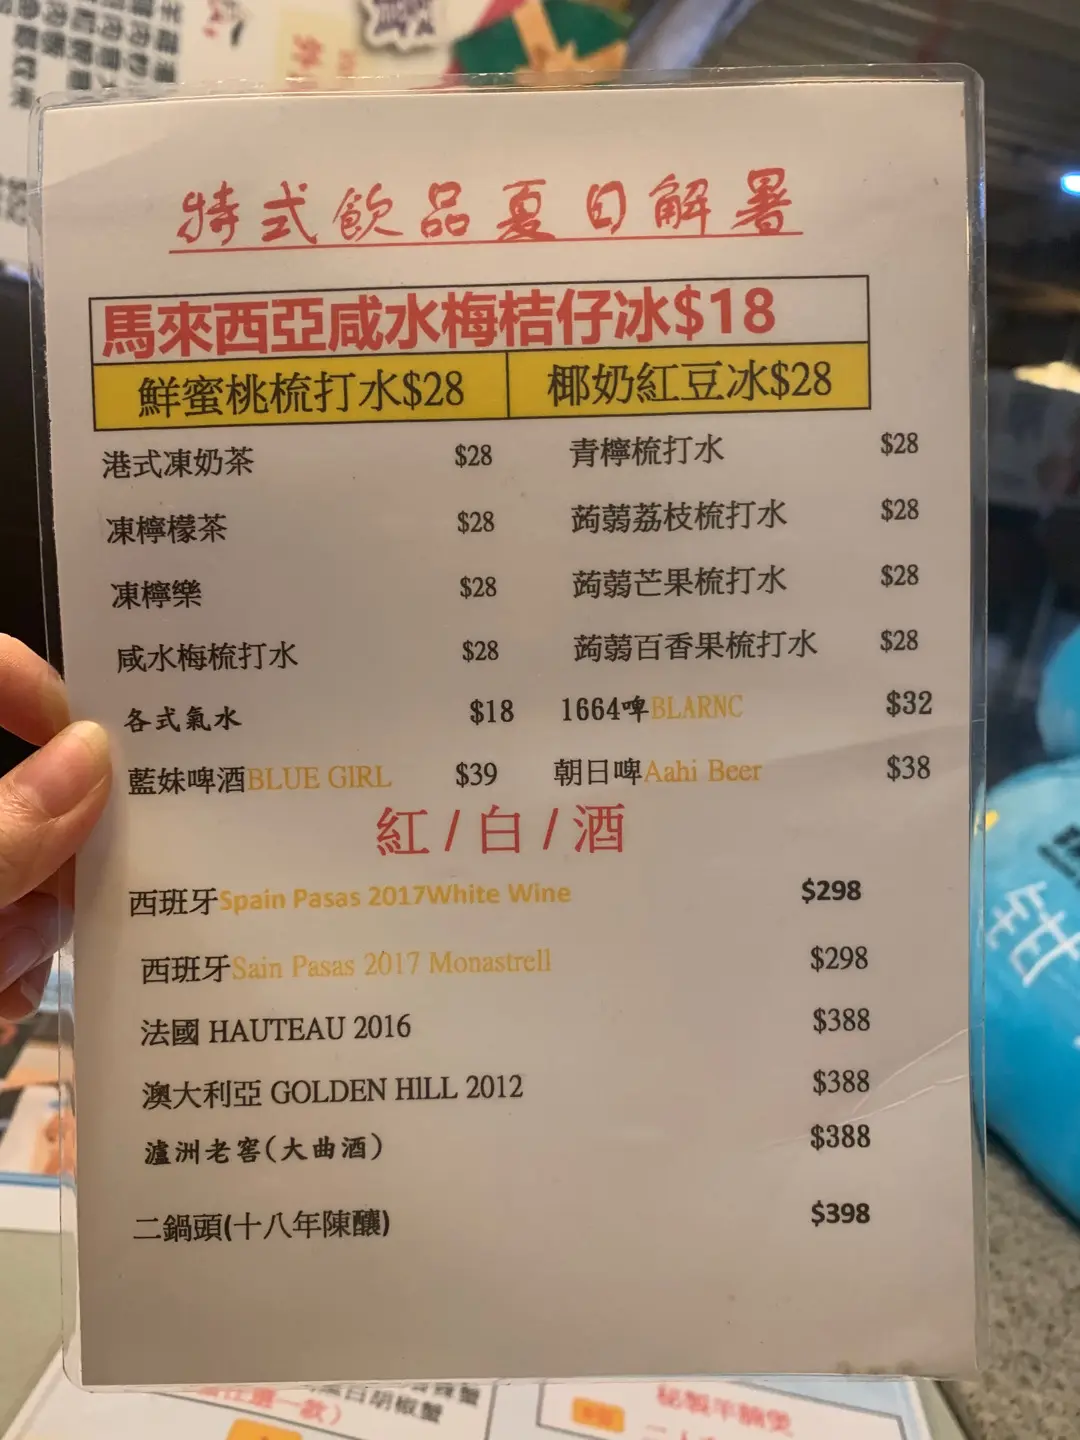 特式飲品夏日解暑
馬來西亞咸水梅桔仔冰$18
鮮蜜桃梳打水$28 椰奶紅豆冰$28
港式凍奶茶 $28 青檸梳打水 $28
凍檸檬茶 $28 蒟蒻荔枝梳打水 $28
凍檸樂 $28 蒟蒻芒果梳打水 $28
咸水梅梳打水 $28 蒟蒻百香果梳打水 $28
各式氣水 $18 1664啤BLARNC $32
藍妹啤酒BLUE GIRL $39 朝日啤Aahi Beer $38
紅/白/酒
西班牙Spain Pasas 2017White Wine $298
西班牙Sain Pasas 2017 Monastrell $298
法國 HAUTEAU 2016 $388
澳大利亞 GOLDEN HILL 2012 $388
瀘洲老窖(大曲酒) $388
二鍋頭(十八年陳釀) $398